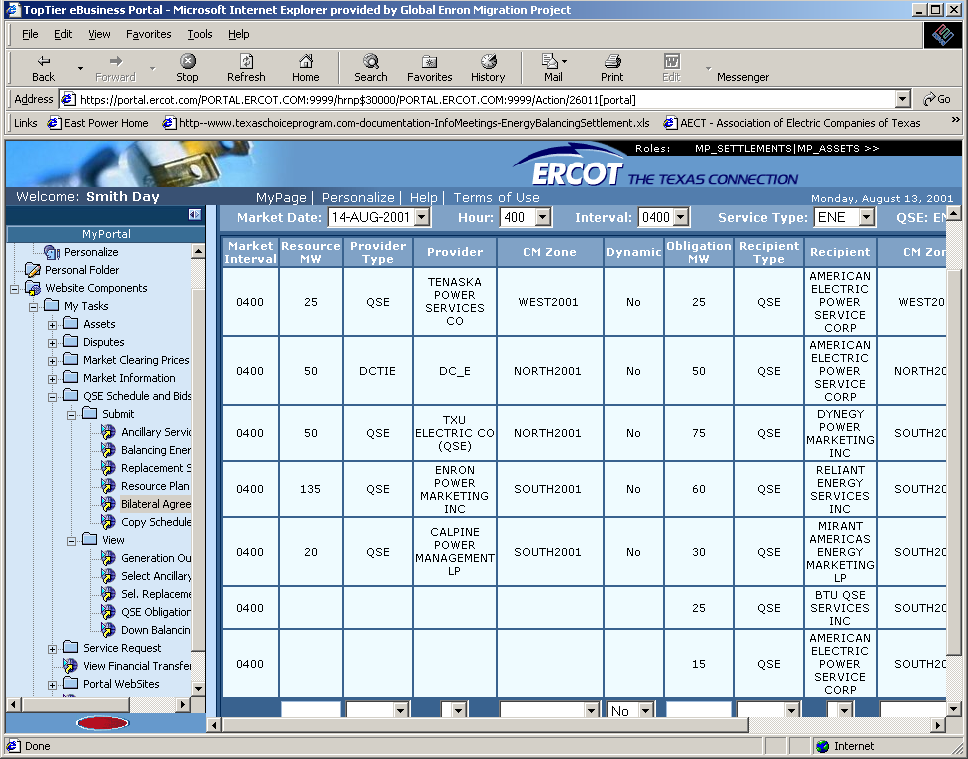 TopTier eBusiness Portal - Microsoft Internet Explorer provided by Global Enron Migration Project
File Edit View Favorites Tools Help
Back Forward Stop Refresh Home Search Favorites History Mail Print Edit Messenger
Address https://portal.ercot.com/PORTAL.ERCOT.COM:9999/hrnp$30000/PORTAL.ERCOT.COM:9999/Action/26011[portal] Go
Links East Power Home http--www.texaschoiceprogram.com-documentation-InfoMeetings-EnergyBalancingSettlement.xls AECT - Association of Electric Companies of Texas »
Roles: MP_SETTLEMENTS|MP_ASSETS >>
ERCOT THE TEXAS CONNECTION
Welcome: Smith Day MyPage | Personalize | Help | Terms of Use Monday, August 13, 2001
MyPortal
Personalize
Personal Folder
Website Components
My Tasks
Assets
Disputes
Market Clearing Prices
Market Information
QSE Schedule and Bids
Submit
Ancillary Servic
Balancing Ener
Replacement S
Resource Plan
Bilateral Agree
Copy Schedule
View
Generation Ou
Select Ancillary
Sel. Replaceme
QSE Obligation
Down Balancin
Service Request
View Financial Transfer
Portal WebSites
Market Date: 14-AUG-2001 Hour: 400 Interval: 0400 Service Type: ENE QSE: EN
Market Interval Resource MW Provider Type Provider CM Zone Dynamic Obligation MW Recipient Type Recipient CM Zon
0400 25 QSE TENASKA POWER SERVICES CO WEST2001 No 25 QSE AMERICAN ELECTRIC POWER SERVICE CORP WEST20
0400 50 DCTIE DC_E NORTH2001 No 50 QSE AMERICAN ELECTRIC POWER SERVICE CORP NORTH20
0400 50 QSE TXU ELECTRIC CO (QSE) NORTH2001 No 75 QSE DYNEGY POWER MARKETING INC SOUTH20
0400 135 QSE ENRON POWER MARKETING INC SOUTH2001 No 60 QSE RELIANT ENERGY SERVICES INC SOUTH20
0400 20 QSE CALPINE POWER MANAGEMENT LP SOUTH2001 No 30 QSE MIRANT AMERICAS ENERGY MARKETING LP SOUTH20
0400 25 QSE BTU QSE SERVICES INC SOUTH20
0400 15 QSE AMERICAN ELECTRIC POWER SERVICE CORP SOUTH20
No
Done Internet